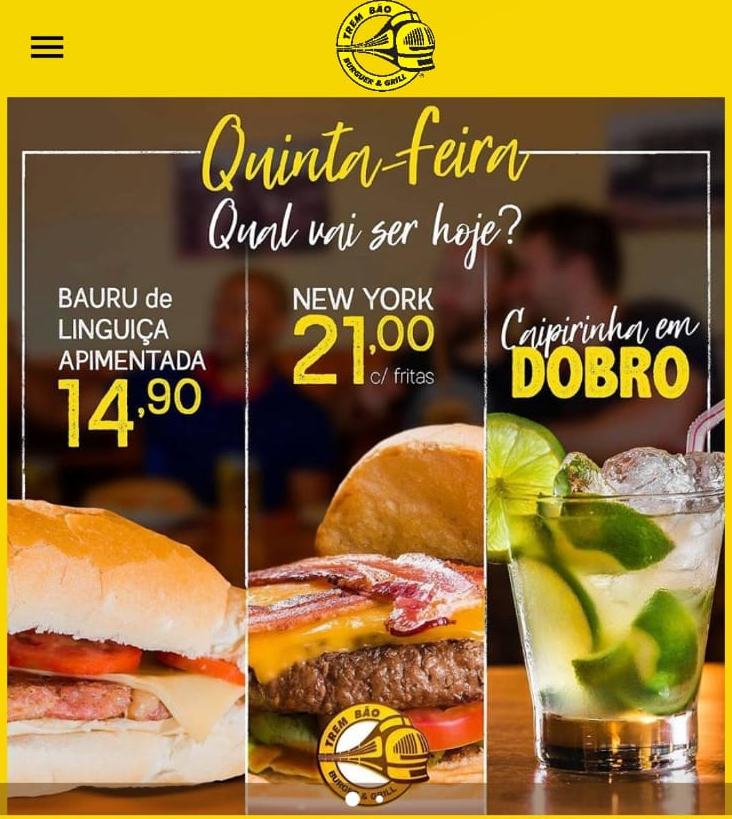 TREM BÃO
BURGUER & GRILL
Quinta-feira
Qual vai ser hoje?
BAURU de
LINGUIÇA
APIMENTADA
14,90
NEW YORK
21,00
c/ fritas
Caipirinha em
DOBRO
TREM BÃO
BURGUER & GRILL